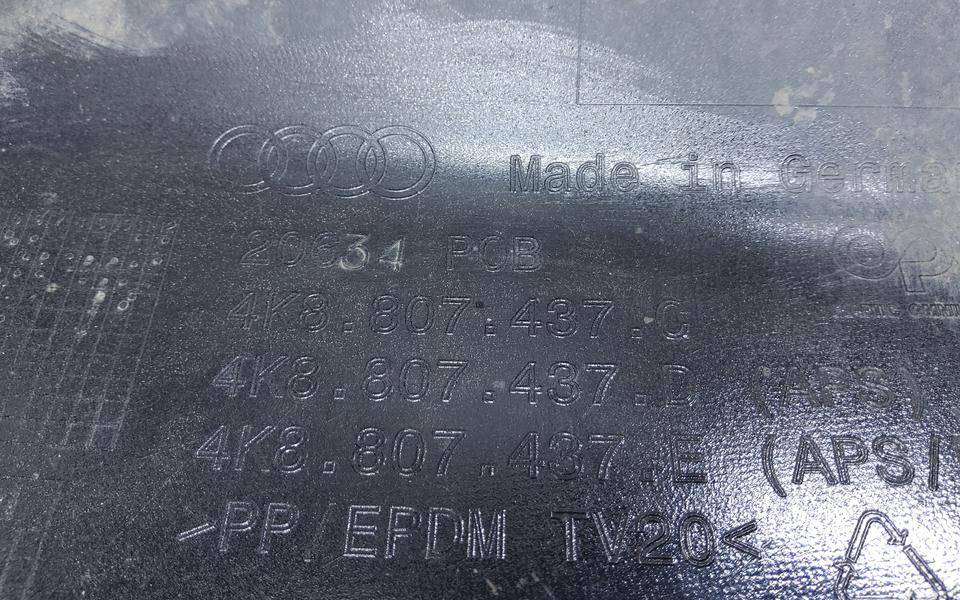 Made in Germa
20634 PCB
4K8.807.437.G
4K8.807.437.D (APS)
4K8.807.437.E (APS|
>PP/EPDM TV20<